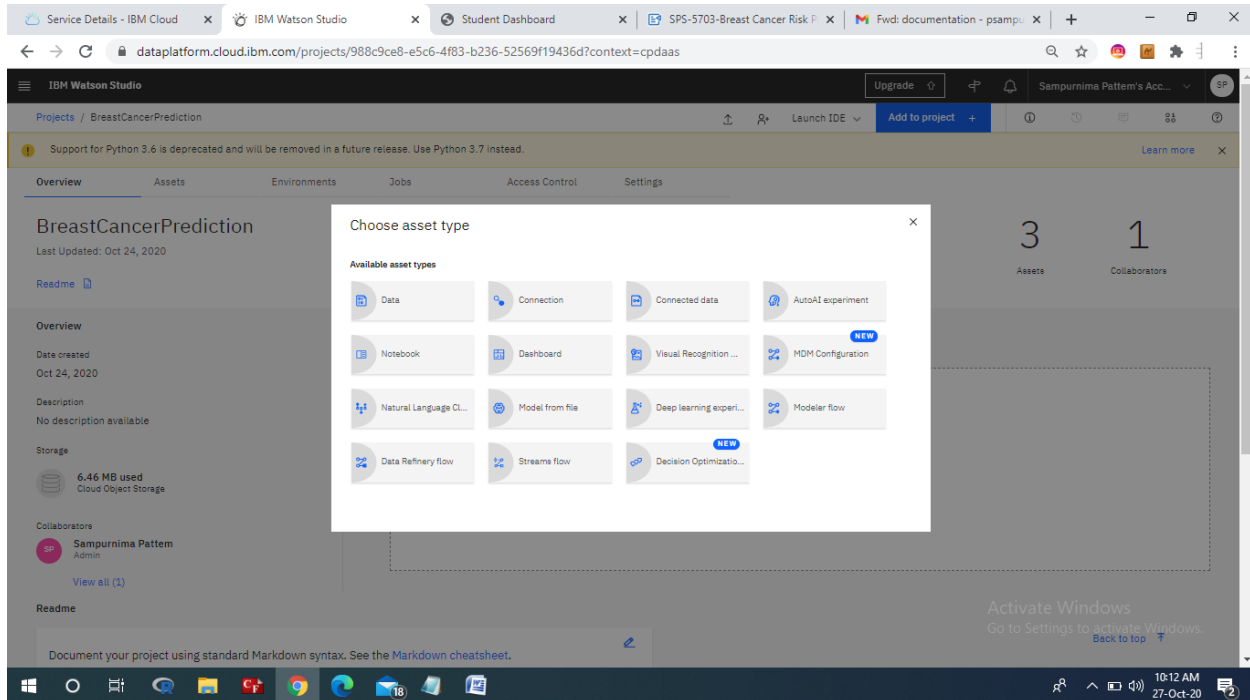 Service Details - IBM Cloud
IBM Watson Studio
Student Dashboard
SPS-5703-Breast Cancer Risk P
Fwd: documentation - psampu
dataplatform.cloud.ibm.com/projects/988c9ce8-e5c6-4f83-b236-52569f19436d?context=cpdaas
IBM Watson Studio
Upgrade
Sampurnima Pattem's Acc...
SP
Projects / BreastCancerPrediction
Launch IDE
Add to project +
Support for Python 3.6 is deprecated and will be removed in a future release. Use Python 3.7 instead.
Learn more
Overview
Assets
Environments
Jobs
Access Control
Settings
BreastCancerPrediction
Last Updated: Oct 24, 2020
Readme
3
Assets
1
Collaborators
Choose asset type
Available asset types
Data
Connection
Connected data
AutoAI experiment
Notebook
Dashboard
Visual Recognition ...
NEW
MDM Configuration
Natural Language Cl...
Model from file
Deep learning experi...
Modeler flow
Data Refinery flow
Streams flow
NEW
Decision Optimizatio...
Overview
Date created
Oct 24, 2020
Description
No description available
Storage
6.46 MB used
Cloud Object Storage
Collaborators
SP
Sampurnima Pattem
Admin
View all (1)
Readme
Document your project using standard Markdown syntax. See the Markdown cheatsheet.
Activate Windows
Go to Settings to activate Windows.
Back to top
18
10:12 AM
27-Oct-20
2